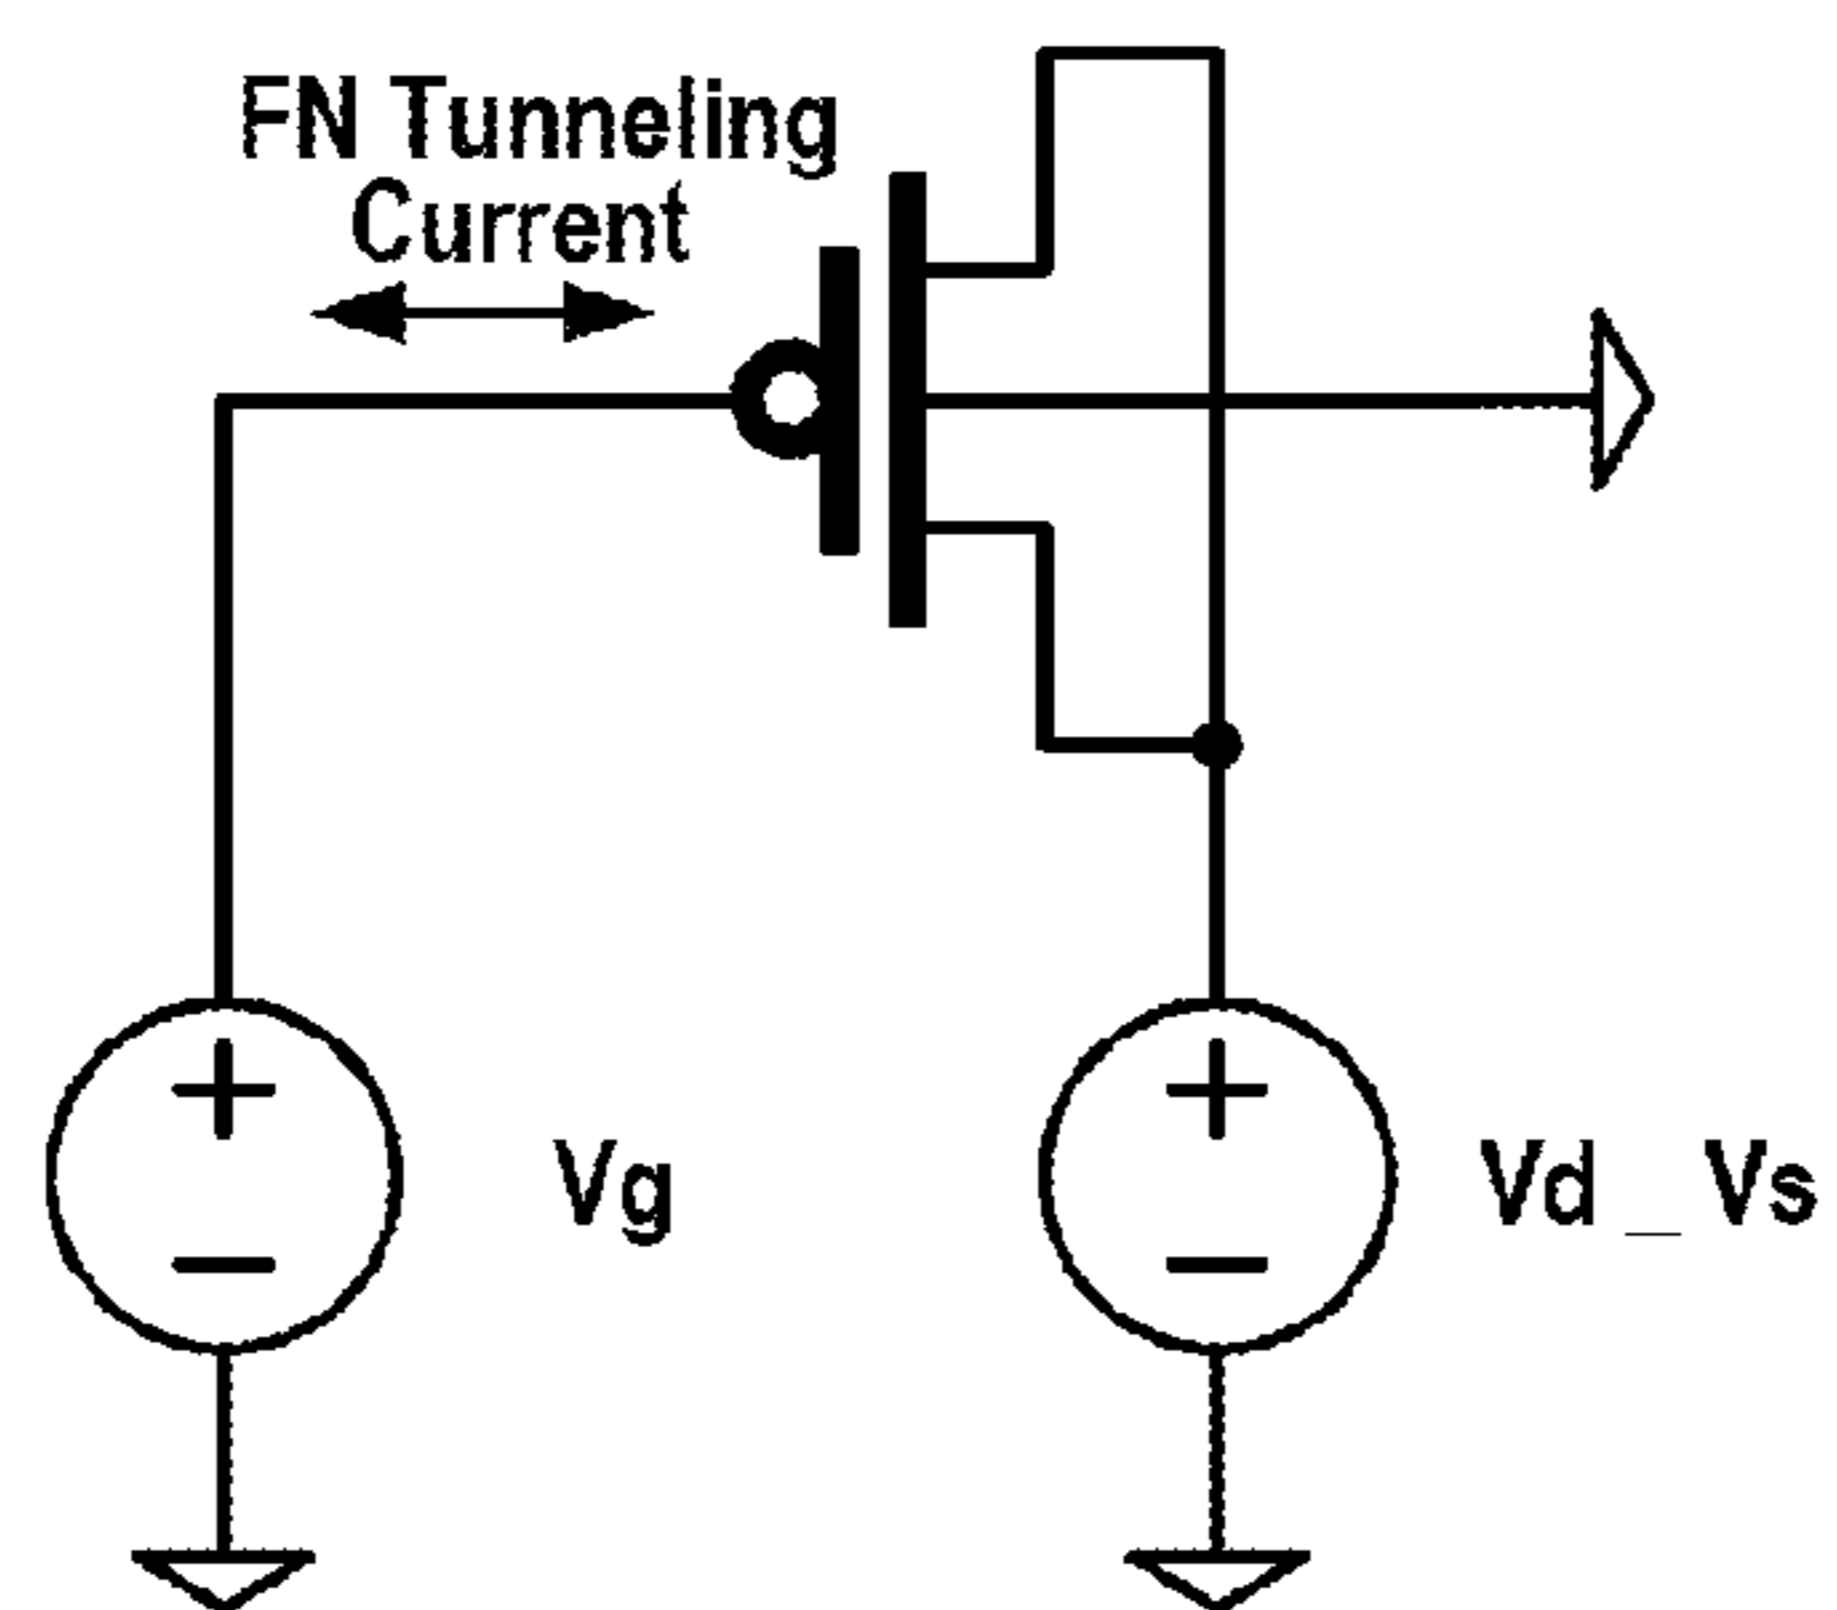 FN Tunneling
Current
+
+
Vg
Vd _ Vs
−
−